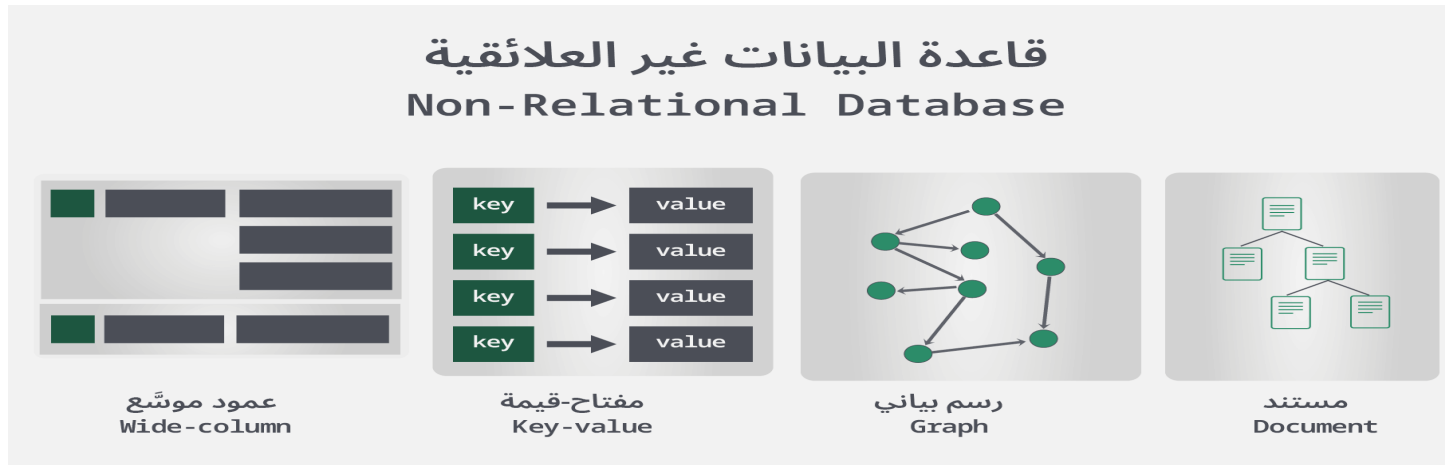 قاعدة البيانات غير العلائقية
Non-Relational Database
key value
key value
key value
key value
عمود موسَّع
Wide-column
مفتاح-قيمة
Key-value
رسم بياني
Graph
مستند
Document